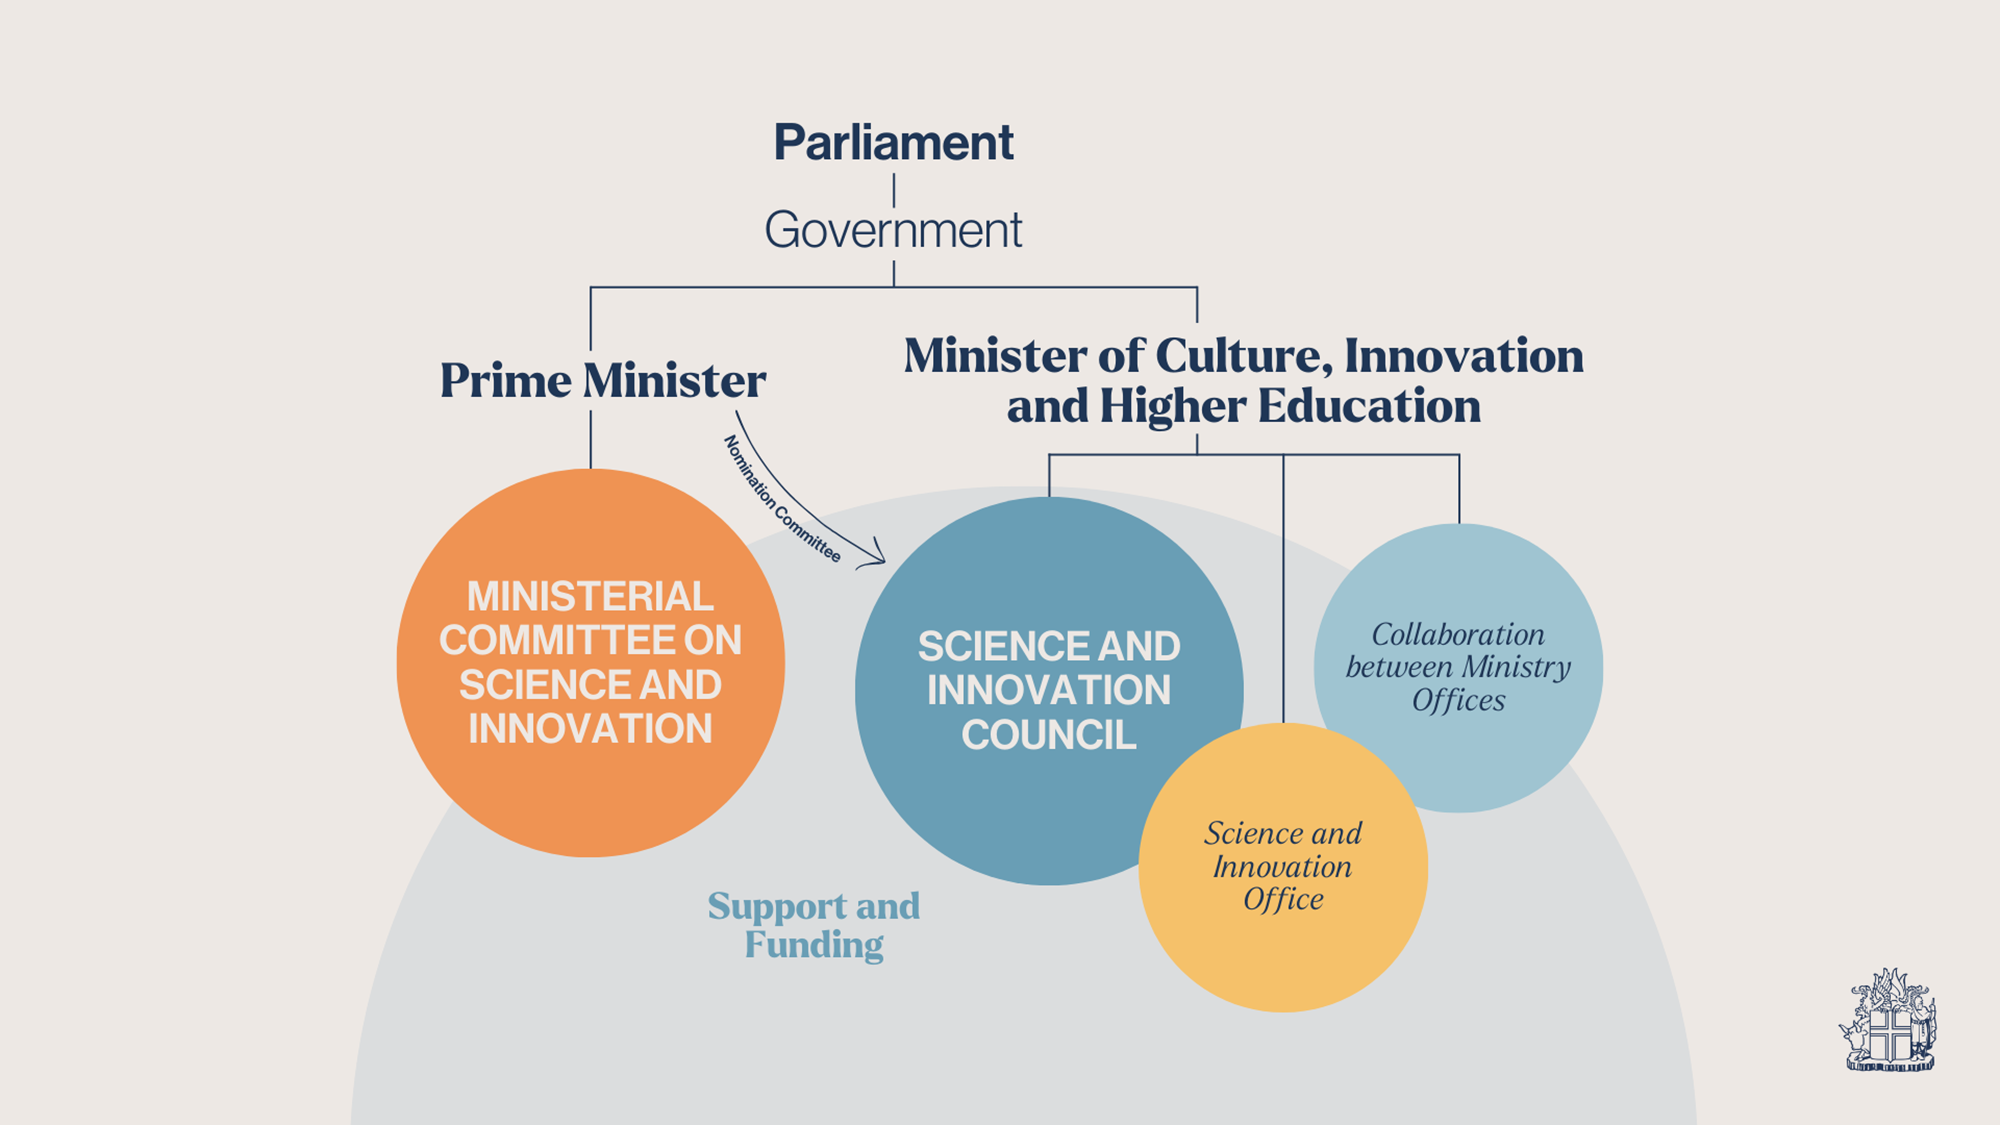 Parliament
Government
Prime Minister
Minister of Culture, Innovation
and Higher Education
Nomination Committee
MINISTERIAL
COMMITTEE ON
SCIENCE AND
INNOVATION
SCIENCE AND
INNOVATION
COUNCIL
Collaboration
between Ministry
Offices
Science and
Innovation
Office
Support and
Funding